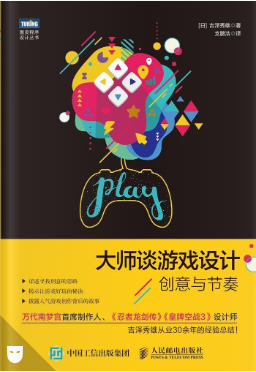 TURING
图灵程序
设计丛书
[日] 吉泽秀雄 著
支鹏浩 译
play
大师谈游戏设计
创意与节奏
万代南梦宫首席制作人、《忍者龙剑传》《皇牌空战3》设计师
吉泽秀雄从业30余年的经验总结！
中国工信出版集团
人民邮电出版社
POSTS & TELECOM PRESS